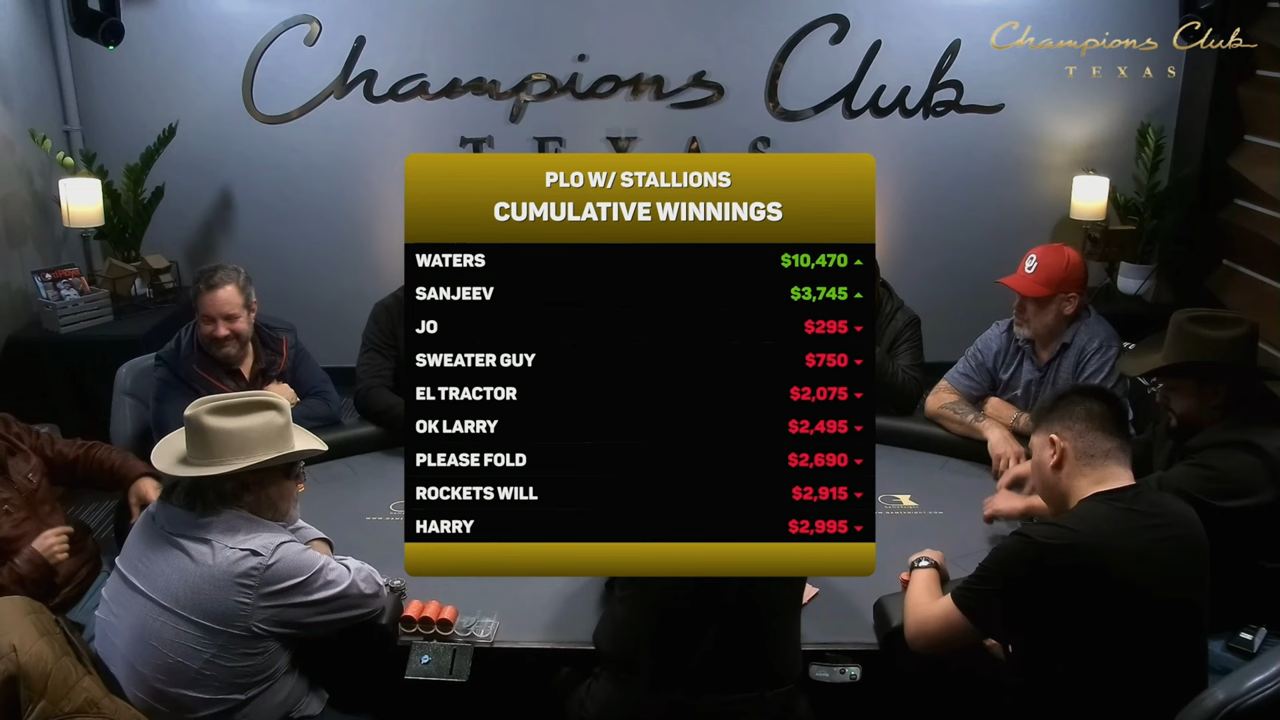 Champions Club
TEXAS
Champions Club
TEXAS
PLO W/ STALLIONS
CUMULATIVE WINNINGS
WATERS $10,470
SANJEEV $3,745
JO $295
SWEATER GUY $750
EL TRACTOR $2,075
OK LARRY $2,495
PLEASE FOLD $2,690
ROCKETS WILL $2,915
HARRY $2,995
OU